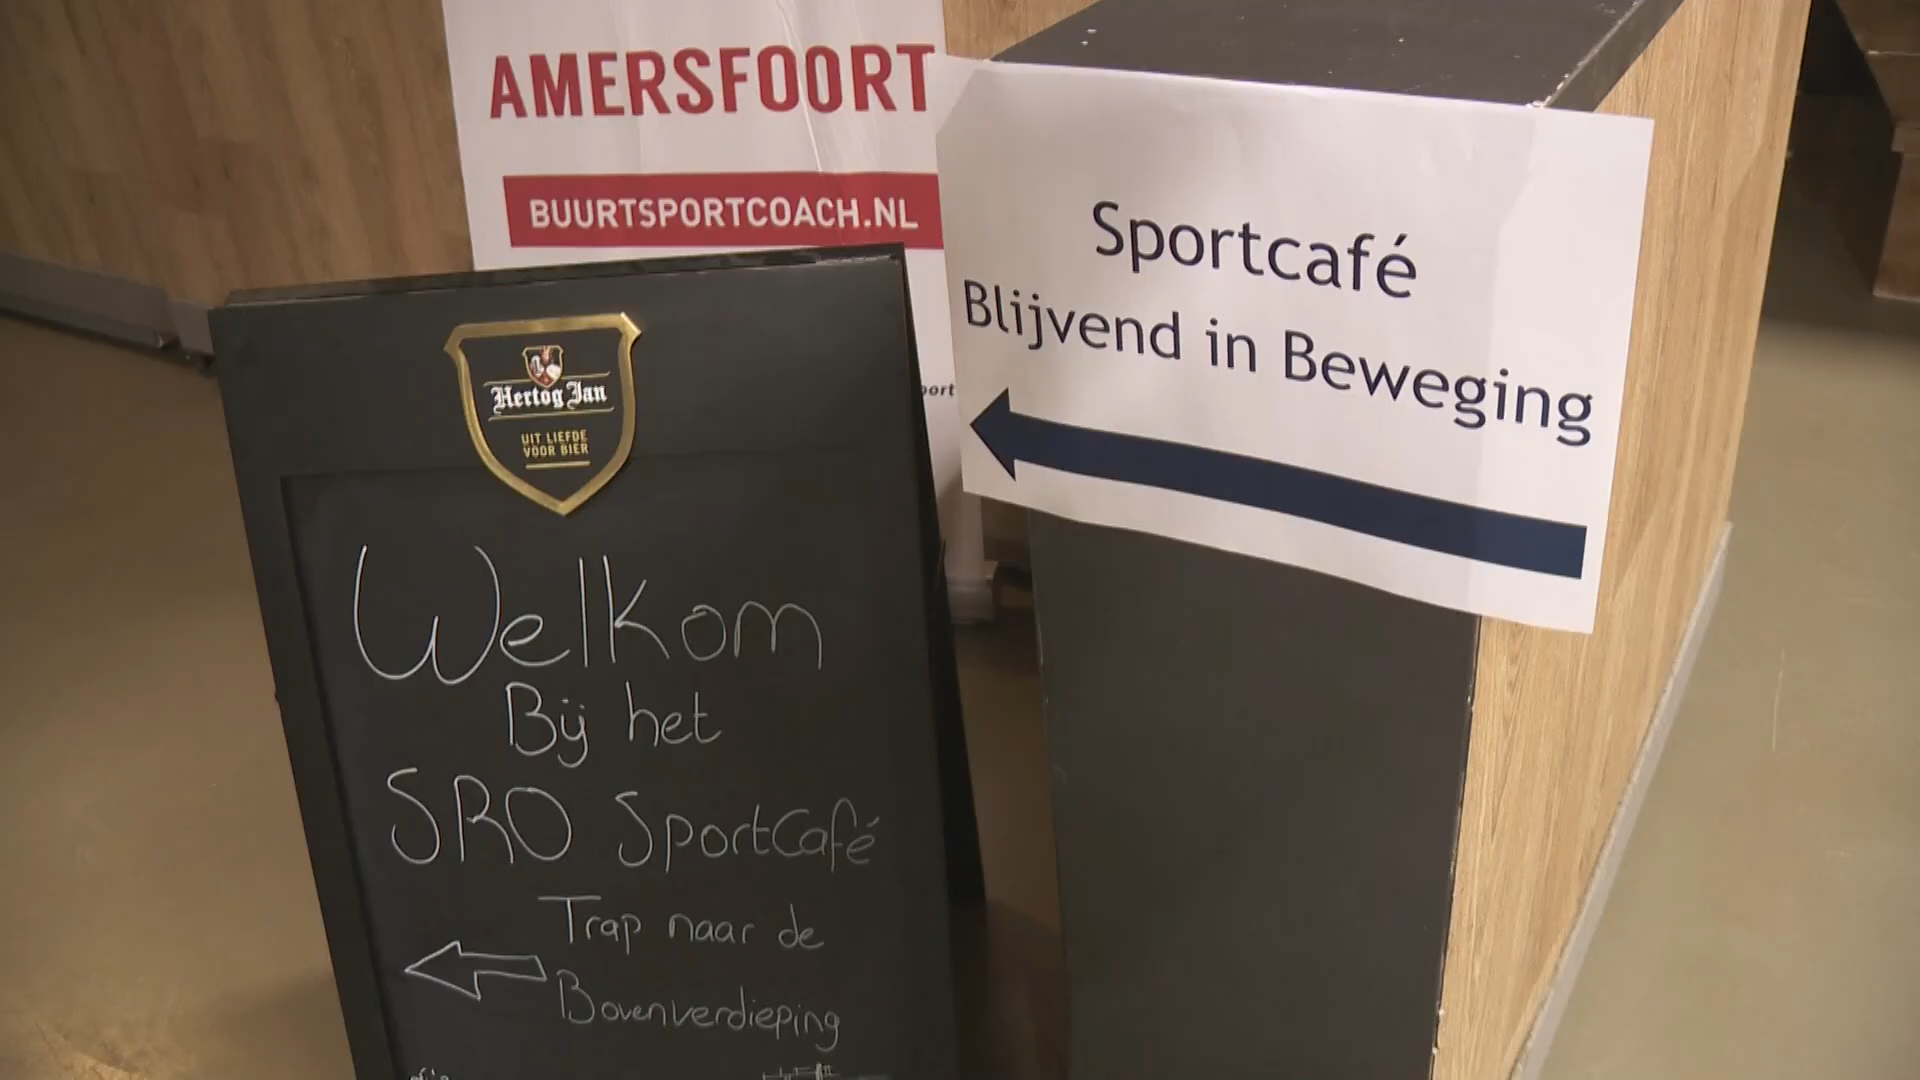 AMERSFOORT
BUURTSPORTCOACH.NL
Sportcafé
Blijvend in Beweging
Hertog Jan
UIT LIEFDE
VOOR BIER
Welkom
Bij het
SRO SportCafé
Trap naar de
Bovenverdieping